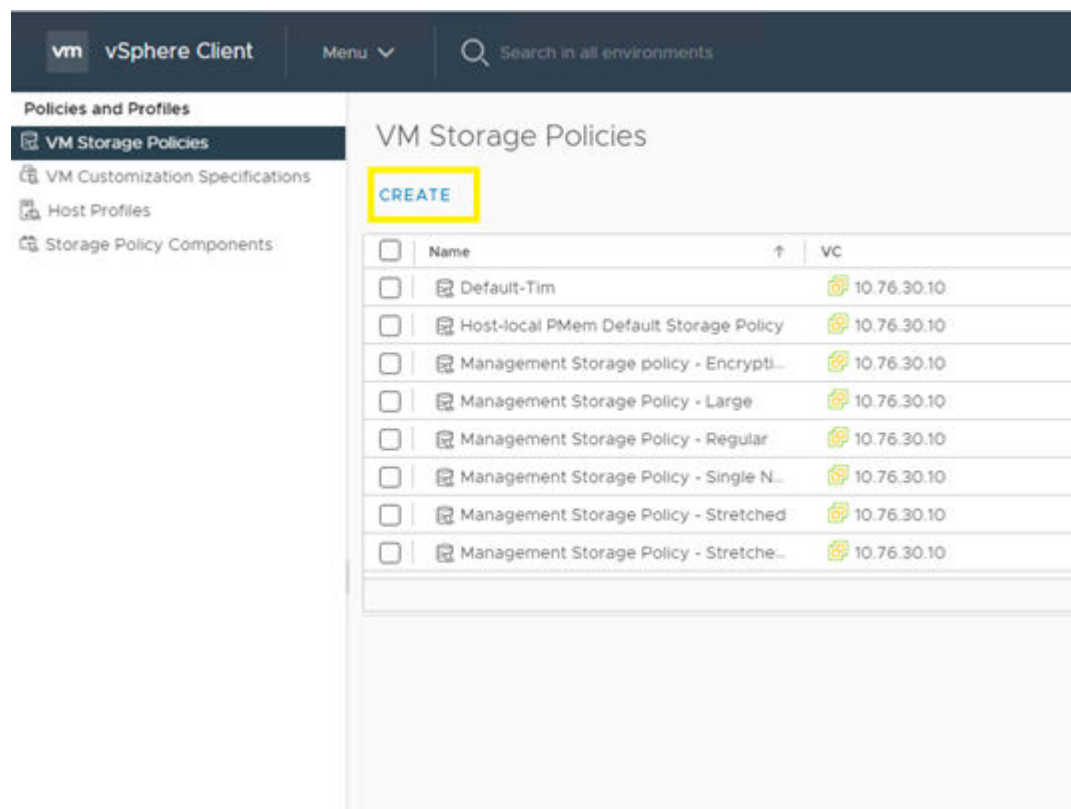 vm vSphere Client Menu Search in all environments
Policies and Profiles
VM Storage Policies
VM Customization Specifications
Host Profiles
Storage Policy Components
VM Storage Policies
CREATE
Name ↑ VC
Default-Tim 10.76.30.10
Host-local PMem Default Storage Policy 10.76.30.10
Management Storage policy - Encrypti... 10.76.30.10
Management Storage Policy - Large 10.76.30.10
Management Storage Policy - Regular 10.76.30.10
Management Storage Policy - Single N... 10.76.30.10
Management Storage Policy - Stretched 10.76.30.10
Management Storage Policy - Stretche... 10.76.30.10